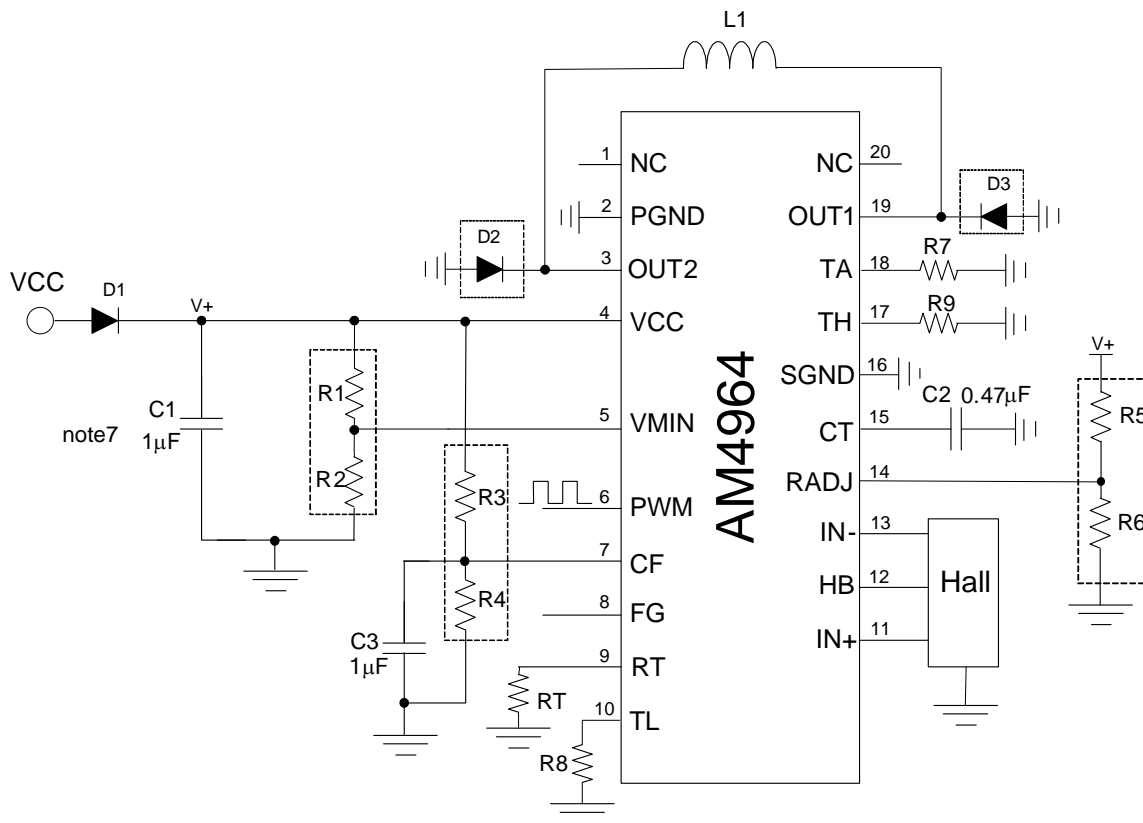 L1
1
NC
NC
20
2
PGND
OUT1
19
D3
D2
3
OUT2
TA
18
R7
VCC
D1
V+
4
VCC
TH
17
R9
SGND
16
V+
R1
C1
1μF
note7
5
VMIN
CT
15
C2
0.47μF
R5
R2
R3
6
PWM
RADJ
14
R6
AM4964
7
CF
IN-
13
R4
8
FG
HB
12
Hall
C3
1μF
9
RT
IN+
11
RT
10
TL
R8